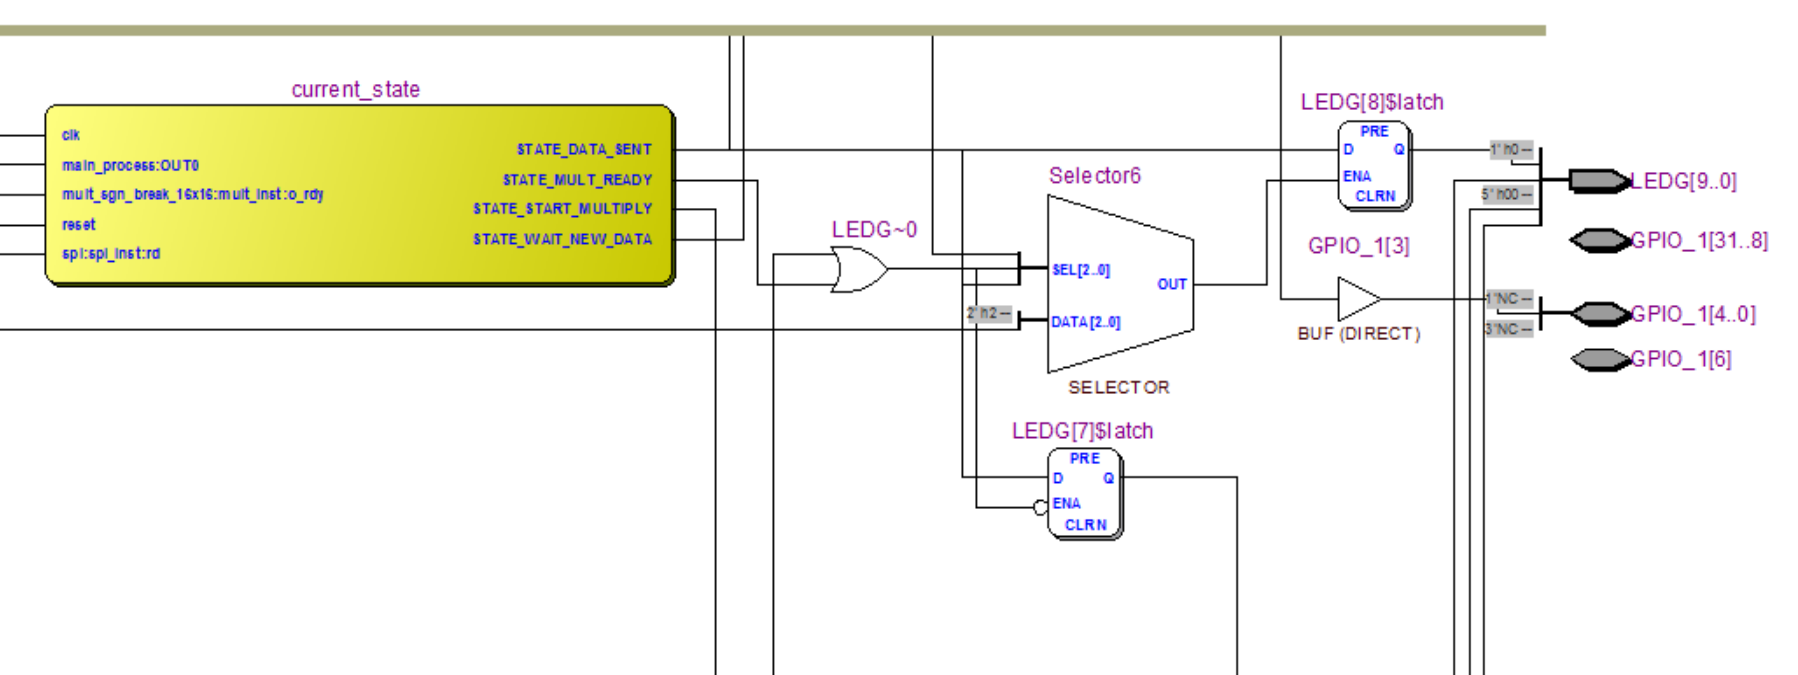 current_state
clk
main_process:OUT0
mult_sgn_break_16x16:mult_inst:o_rdy
reset
spi:spi_inst:rd
STATE_DATA_SENT
STATE_MULT_READY
STATE_START_MULTIPLY
STATE_WAIT_NEW_DATA
LEDG~0
Selector6
SEL[2..0]
OUT
2' h2 --
DATA[2..0]
SELECTOR
LEDG[7]$latch
PRE
D Q
ENA
CLRN
LEDG[8]$latch
PRE
D Q
ENA
CLRN
GPIO_1[3]
BUF (DIRECT)
1' h0 --
5' h00 --
LEDG[9..0]
GPIO_1[31..8]
1'NC --
3'NC --
GPIO_1[4..0]
GPIO_1[6]